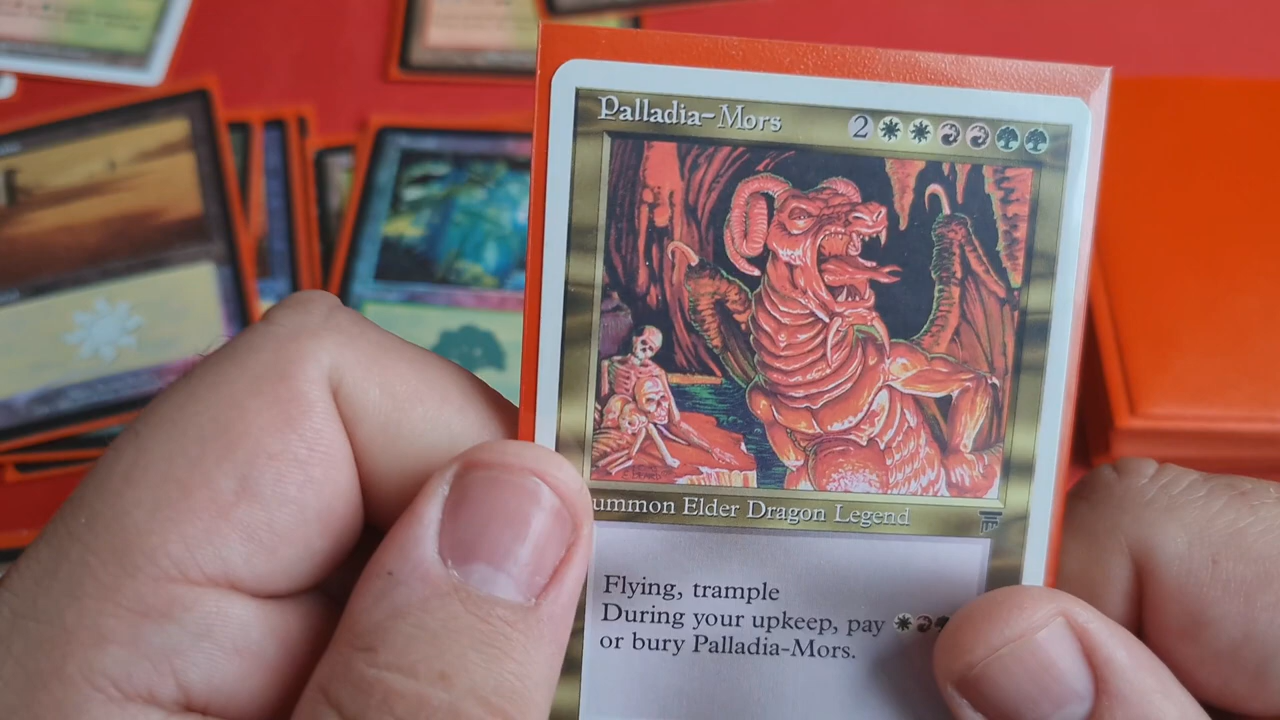 Palladia-Mors 2
ummon Elder Dragon Legend
Flying, trample
During your upkeep, pay
or bury Palladia-Mors.